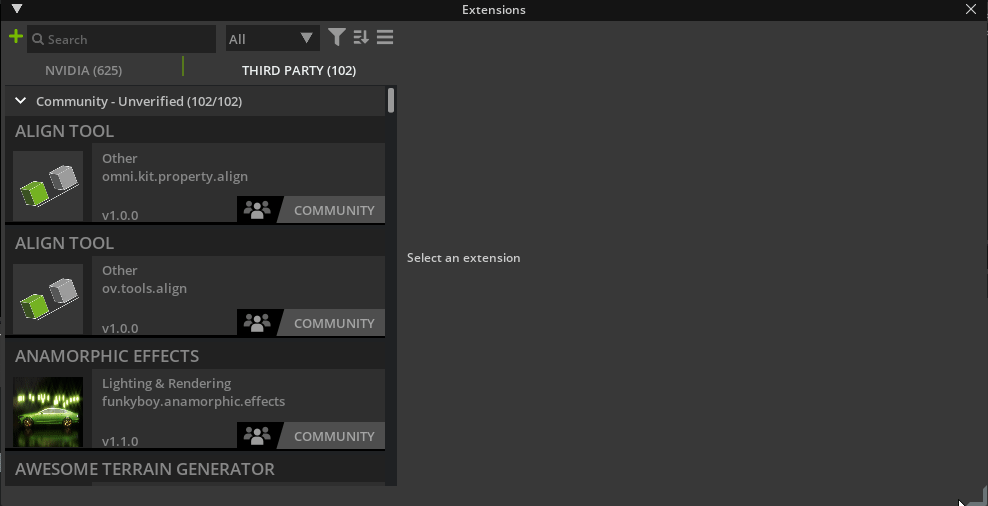 Extensions
Search
All
NVIDIA (625)
THIRD PARTY (102)
Community - Unverified (102/102)
ALIGN TOOL
Other
omni.kit.property.align
v1.0.0
COMMUNITY
ALIGN TOOL
Other
ov.tools.align
v1.0.0
COMMUNITY
Select an extension
ANAMORPHIC EFFECTS
Lighting & Rendering
funkyboy.anamorphic.effects
v1.1.0
COMMUNITY
AWESOME TERRAIN GENERATOR